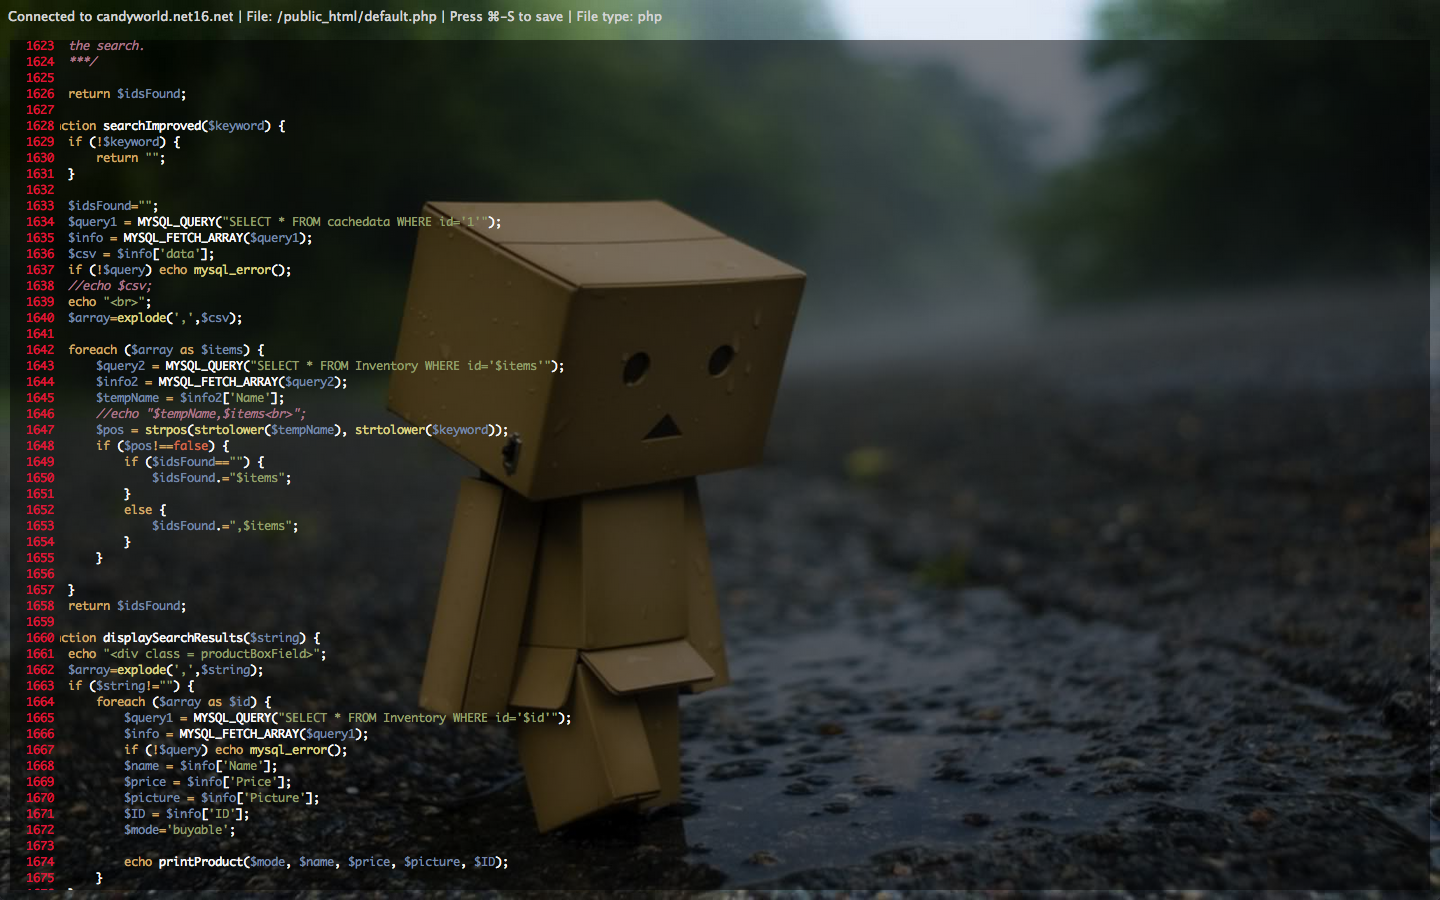 Connected to candyworld.net16.net | File: /public_html/default.php | Press ⌘-S to save | File type: php
1623 the search.
1624 ***/
1625
1626 return $idsFound;
1627
1628 ction searchImproved($keyword) {
1629 if (!$keyword) {
1630 return "";
1631 }
1632
1633 $idsFound="";
1634 $query1 = MYSQL_QUERY("SELECT * FROM cachedata WHERE id='1'");
1635 $info = MYSQL_FETCH_ARRAY($query1);
1636 $csv = $info['data'];
1637 if (!$query) echo mysql_error();
1638 //echo $csv;
1639 echo "<br>";
1640 $array=explode(',',$csv);
1641
1642 foreach ($array as $items) {
1643 $query2 = MYSQL_QUERY("SELECT * FROM Inventory WHERE id='$items'");
1644 $info2 = MYSQL_FETCH_ARRAY($query2);
1645 $tempName = $info2['Name'];
1646 //echo "$tempName,$items<br>";
1647 $pos = strpos(strtolower($tempName), strtolower($keyword));
1648 if ($pos!==false) {
1649 if ($idsFound=="") {
1650 $idsFound.="$items";
1651 }
1652 else {
1653 $idsFound.=",$items";
1654 }
1655 }
1656
1657 }
1658 return $idsFound;
1659
1660 ction displaySearchResults($string) {
1661 echo "<div class = productBoxField>";
1662 $array=explode(',',$string);
1663 if ($string!="") {
1664 foreach ($array as $id) {
1665 $query1 = MYSQL_QUERY("SELECT * FROM Inventory WHERE id='$id'");
1666 $info = MYSQL_FETCH_ARRAY($query1);
1667 if (!$query) echo mysql_error();
1668 $name = $info['Name'];
1669 $price = $info['Price'];
1670 $picture = $info['Picture'];
1671 $ID = $info['ID'];
1672 $mode='buyable';
1673
1674 echo printProduct($mode, $name, $price, $picture, $ID);
1675 }